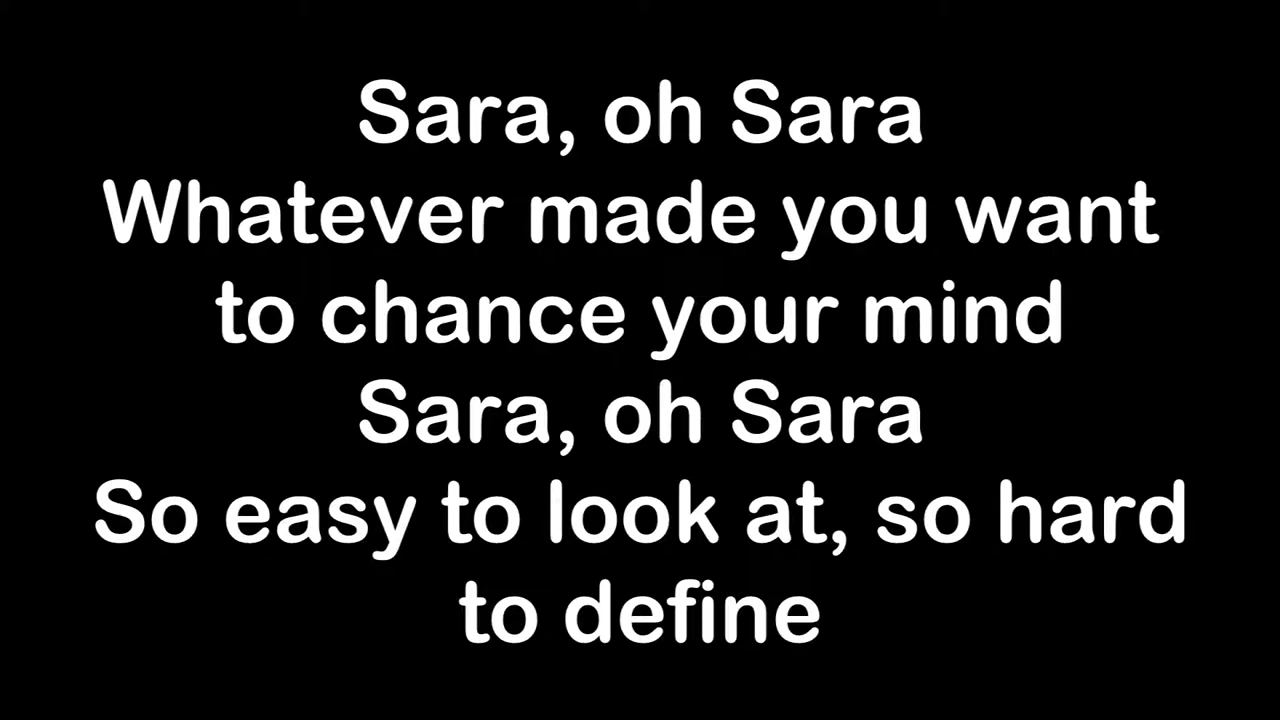 Sara, oh Sara
Whatever made you want
to chance your mind
Sara, oh Sara
So easy to look at, so hard
to define